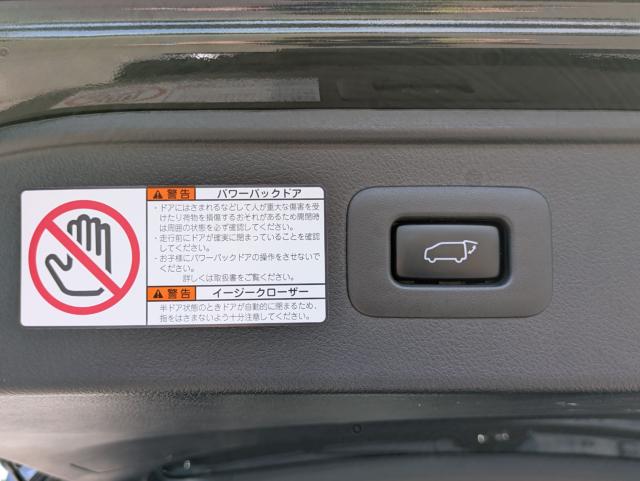 警告 パワーバックドア
・ドアにはさまれるなどして人が重大な傷害を受
けたり荷物を損傷するおそれがあるため開閉時
は周囲の状態を必ず確認してください。
・走行前にドアが確実に閉まっていることを確認
してください。
・お子様にパワーバックドアの操作をさせないで
ください。
詳しくは取扱書をご覧ください。
警告 イージークローザー
半ドア状態のときドアが自動的に閉まるため、
指をはさまないよう十分注意してください。